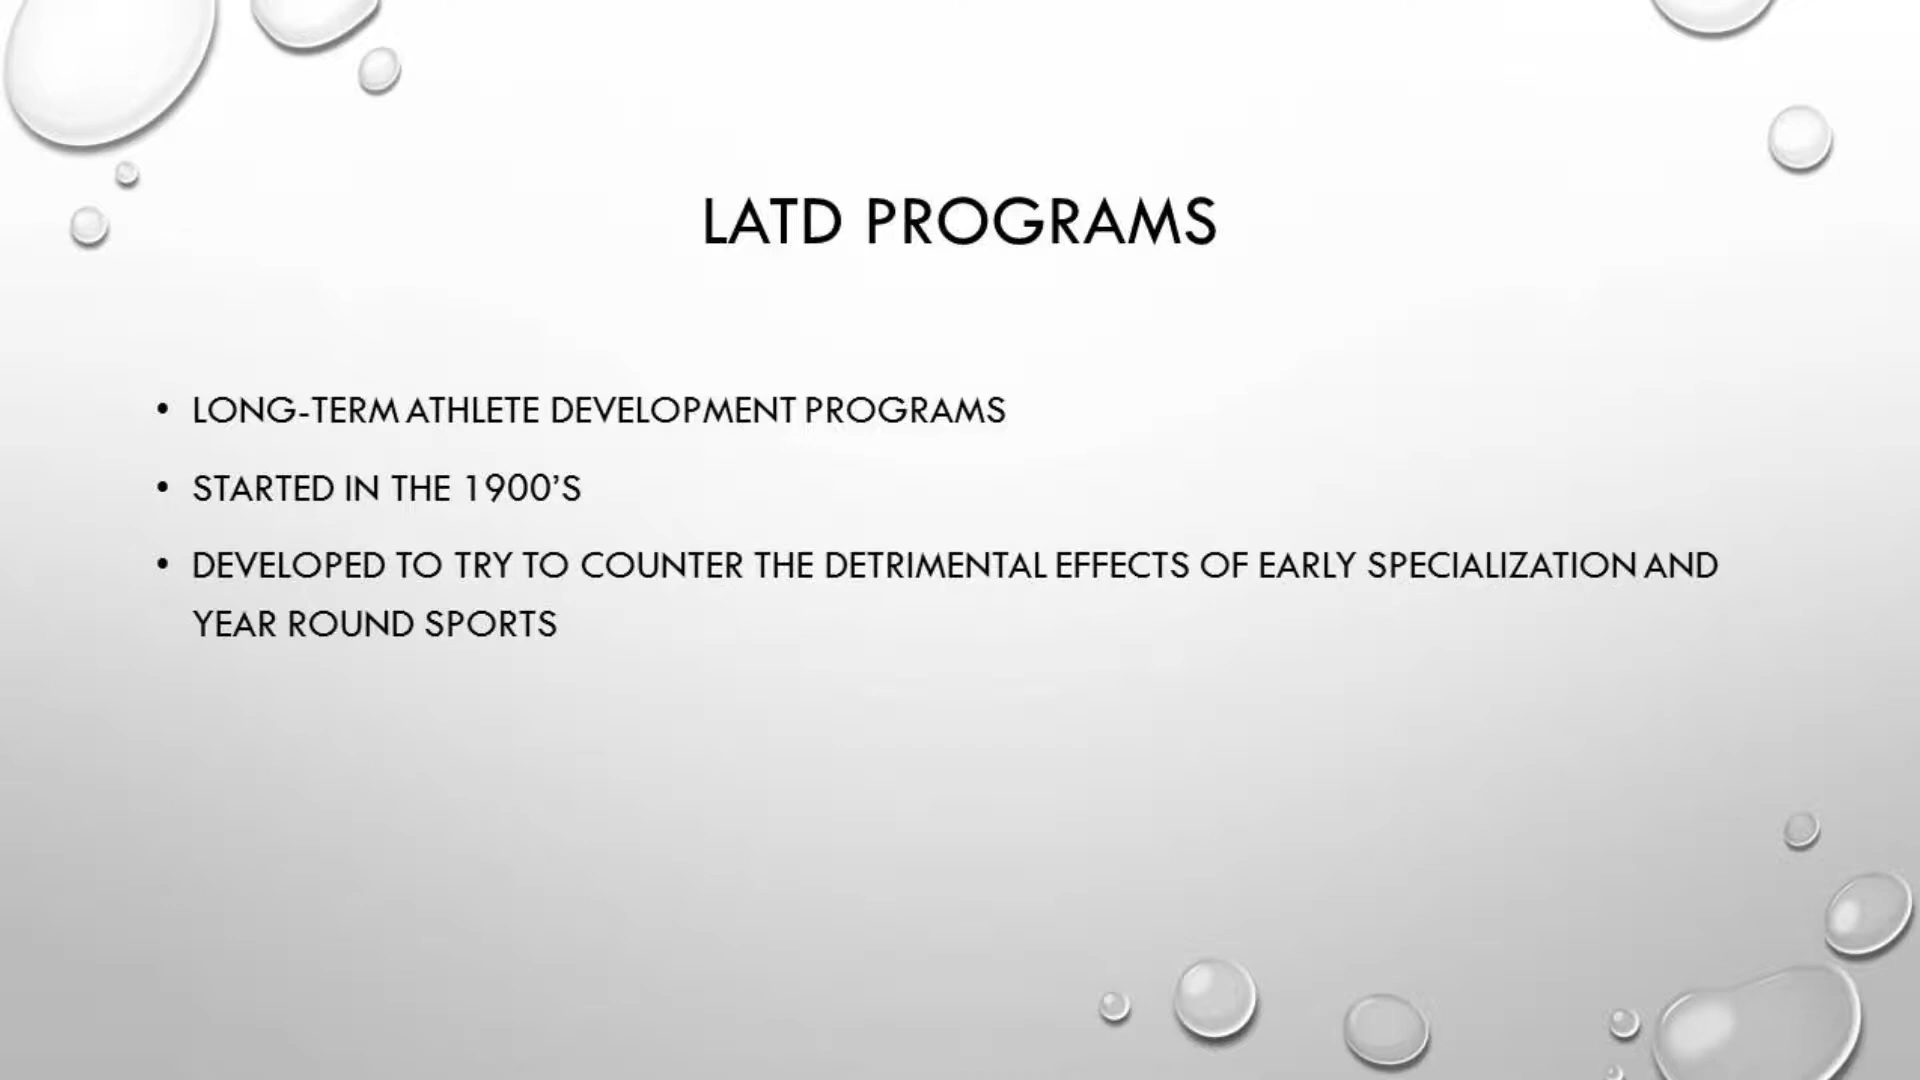 LATD PROGRAMS
• LONG-TERM ATHLETE DEVELOPMENT PROGRAMS
• STARTED IN THE 1900’S
• DEVELOPED TO TRY TO COUNTER THE DETRIMENTAL EFFECTS OF EARLY SPECIALIZATION AND
YEAR ROUND SPORTS